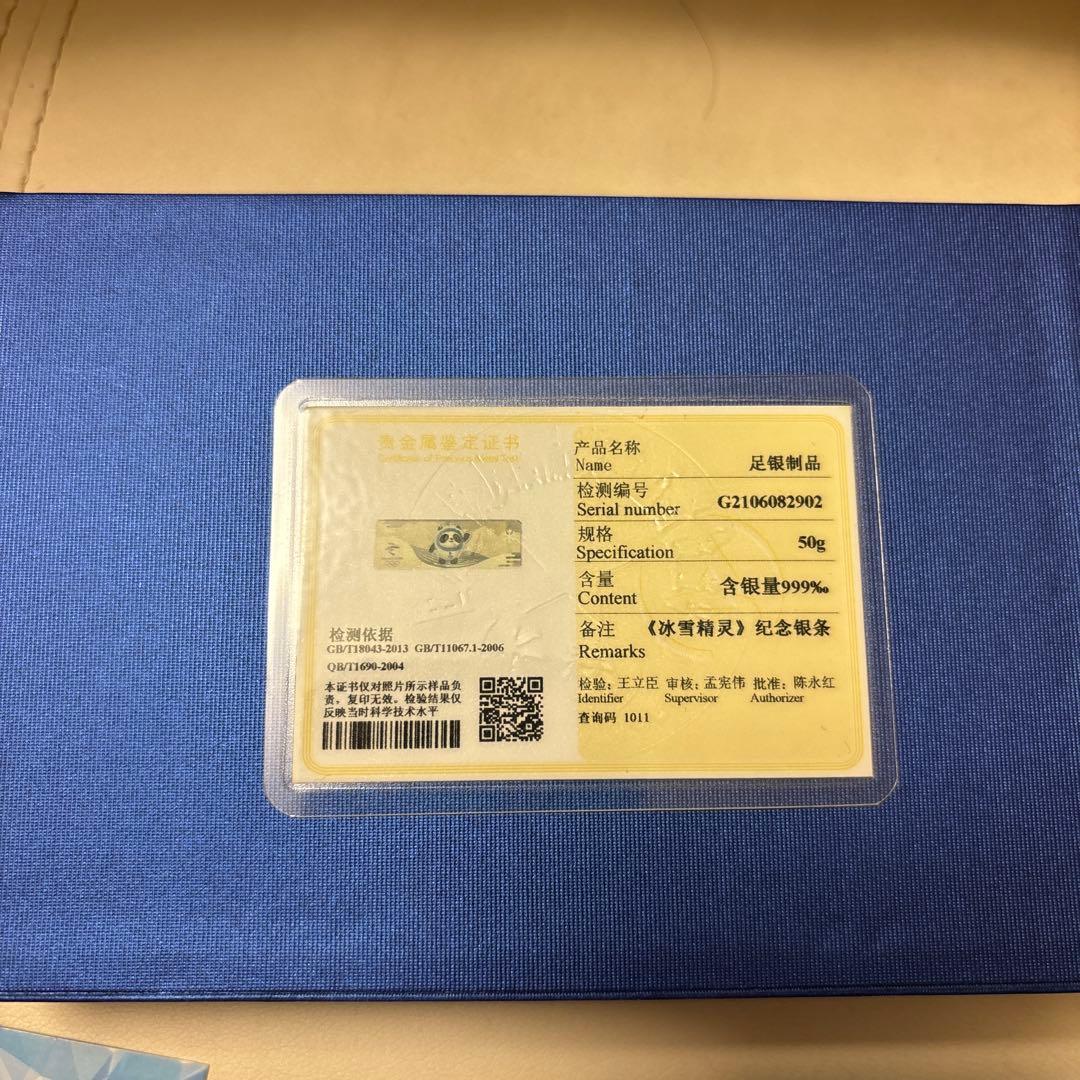 贵金属鉴定证书
Certificate of Precious Metal Test
检测依据
GB/T18043-2013 GB/T11067.1-2006
QB/T1690-2004
本证书仅对照片所示样品负
责，复印无效。检验结果仅
反映当时科学技术水平
产品名称
Name 足银制品
检测编号
Serial number G2106082902
规格
Specification 50g
含量
Content 含银量999‰
备注 《冰雪精灵》纪念银条
Remarks
检验：王立臣 审核：孟宪伟 批准：陈永红
Identifier Supervisor Authorizer
查询码 1011